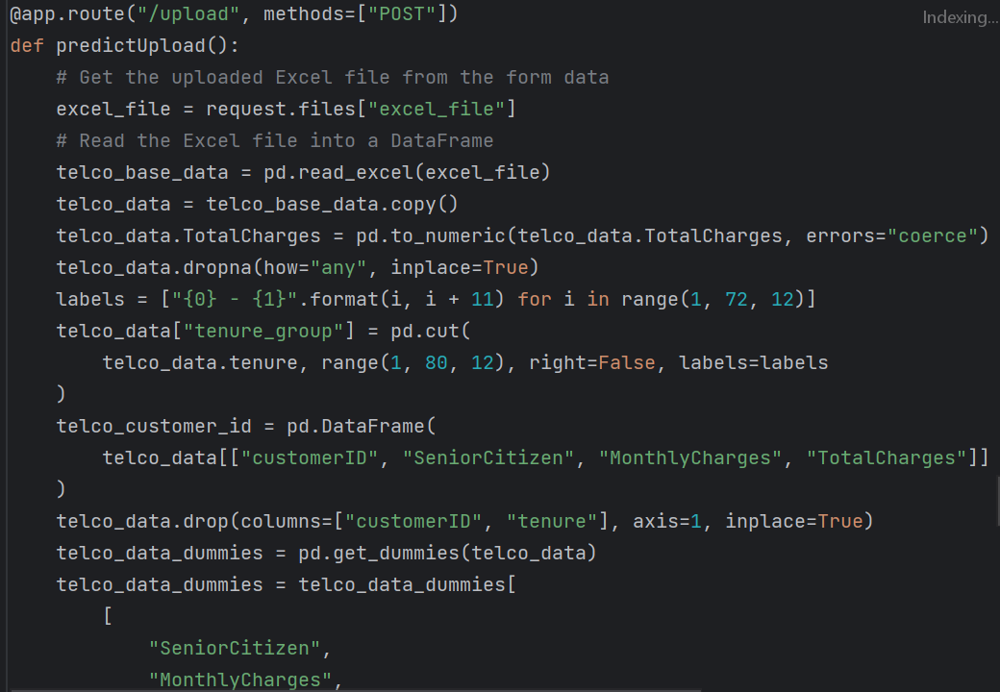 @app.route("/upload", methods=["POST"])
Indexing...
def predictUpload():
    # Get the uploaded Excel file from the form data
    excel_file = request.files["excel_file"]
    # Read the Excel file into a DataFrame
    telco_base_data = pd.read_excel(excel_file)
    telco_data = telco_base_data.copy()
    telco_data.TotalCharges = pd.to_numeric(telco_data.TotalCharges, errors="coerce")
    telco_data.dropna(how="any", inplace=True)
    labels = ["{0} - {1}".format(i, i + 11) for i in range(1, 72, 12)]
    telco_data["tenure_group"] = pd.cut(
        telco_data.tenure, range(1, 80, 12), right=False, labels=labels
    )
    telco_customer_id = pd.DataFrame(
        telco_data[["customerID", "SeniorCitizen", "MonthlyCharges", "TotalCharges"]]
    )
    telco_data.drop(columns=["customerID", "tenure"], axis=1, inplace=True)
    telco_data_dummies = pd.get_dummies(telco_data)
    telco_data_dummies = telco_data_dummies[
        [
            "SeniorCitizen",
            "MonthlyCharges",